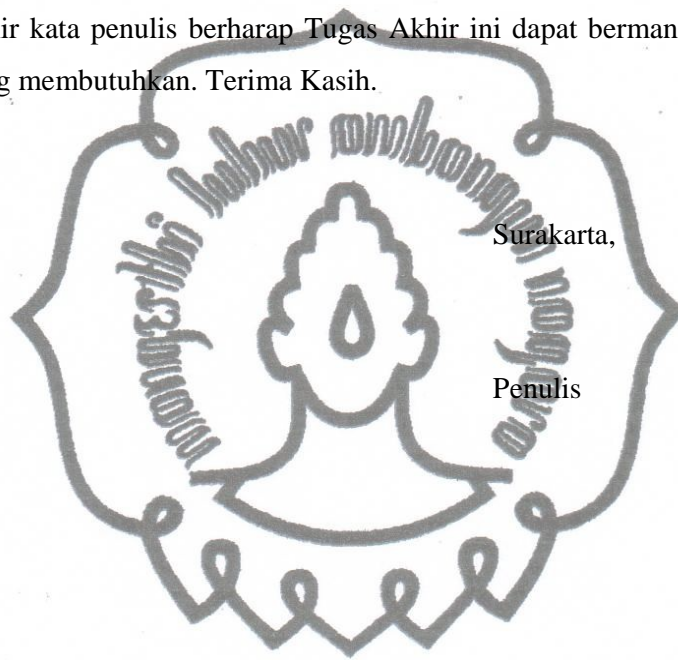 ir kata penulis berharap Tugas Akhir ini dapat berman
g membutuhkan. Terima Kasih.
Surakarta,
Penulis